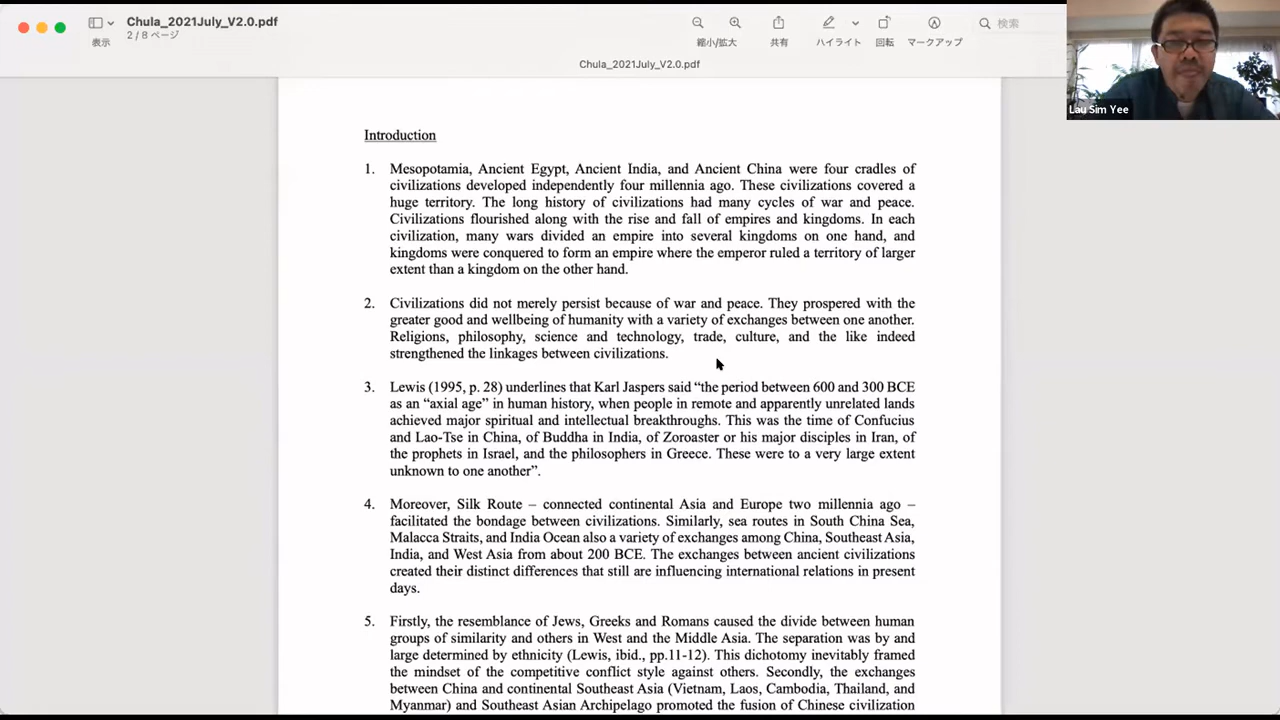 Chula_2021July_V2.0.pdf
2 / 8 ページ
表示
縮小/拡大
共有
ハイライト
回転
マークアップ
検索
Chula_2021July_V2.0.pdf
Lau Sim Yee
Introduction
1. Mesopotamia, Ancient Egypt, Ancient India, and Ancient China were four cradles of
civilizations developed independently four millennia ago. These civilizations covered a
huge territory. The long history of civilizations had many cycles of war and peace.
Civilizations flourished along with the rise and fall of empires and kingdoms. In each
civilization, many wars divided an empire into several kingdoms on one hand, and
kingdoms were conquered to form an empire where the emperor ruled a territory of larger
extent than a kingdom on the other hand.
2. Civilizations did not merely persist because of war and peace. They prospered with the
greater good and wellbeing of humanity with a variety of exchanges between one another.
Religions, philosophy, science and technology, trade, culture, and the like indeed
strengthened the linkages between civilizations.
3. Lewis (1995, p. 28) underlines that Karl Jaspers said “the period between 600 and 300 BCE
as an “axial age” in human history, when people in remote and apparently unrelated lands
achieved major spiritual and intellectual breakthroughs. This was the time of Confucius
and Lao-Tse in China, of Buddha in India, of Zoroaster or his major disciples in Iran, of
the prophets in Israel, and the philosophers in Greece. These were to a very large extent
unknown to one another”.
4. Moreover, Silk Route – connected continental Asia and Europe two millennia ago –
facilitated the bondage between civilizations. Similarly, sea routes in South China Sea,
Malacca Straits, and India Ocean also a variety of exchanges among China, Southeast Asia,
India, and West Asia from about 200 BCE. The exchanges between ancient civilizations
created their distinct differences that still are influencing international relations in present
days.
5. Firstly, the resemblance of Jews, Greeks and Romans caused the divide between human
groups of similarity and others in West and the Middle Asia. The separation was by and
large determined by ethnicity (Lewis, ibid., pp.11-12). This dichotomy inevitably framed
the mindset of the competitive conflict style against others. Secondly, the exchanges
between China and continental Southeast Asia (Vietnam, Laos, Cambodia, Thailand, and
Myanmar) and Southeast Asian Archipelago promoted the fusion of Chinese civilization